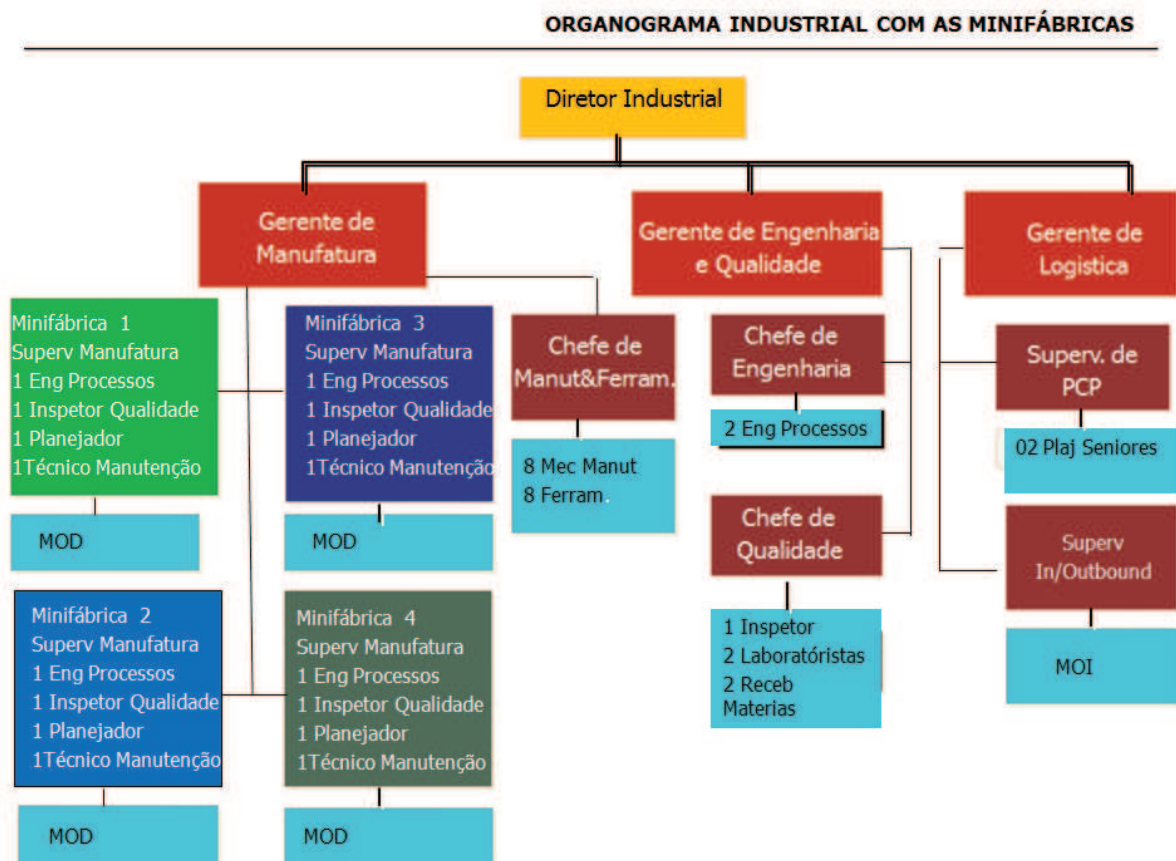 ORGANOGRAMA INDUSTRIAL COM AS MINIFÁBRICAS
Diretor Industrial
Gerente de
Manufatura
Gerente de Engenharia
e Qualidade
Gerente de
Logistica
Minifábrica 1
Superv Manufatura
1 Eng Processos
1 Inspetor Qualidade
1 Planejador
1Técnico Manutenção
MOD
Minifábrica 3
Superv Manufatura
1 Eng Processos
1 Inspetor Qualidade
1 Planejador
1Técnico Manutenção
MOD
Minifábrica 2
Superv Manufatura
1 Eng Processos
1 Inspetor Qualidade
1 Planejador
1Técnico Manutenção
MOD
Minifábrica 4
Superv Manufatura
1 Eng Processos
1 Inspetor Qualidade
1 Planejador
1Técnico Manutenção
MOD
Chefe de
Manut&Ferram.
8 Mec Manut
8 Ferram.
Chefe de
Engenharia
2 Eng Processos
Chefe de
Qualidade
1 Inspetor
2 Laboratóristas
2 Receb
Materias
Superv. de
PCP
02 Plaj Seniores
Superv
In/Outbound
MOI